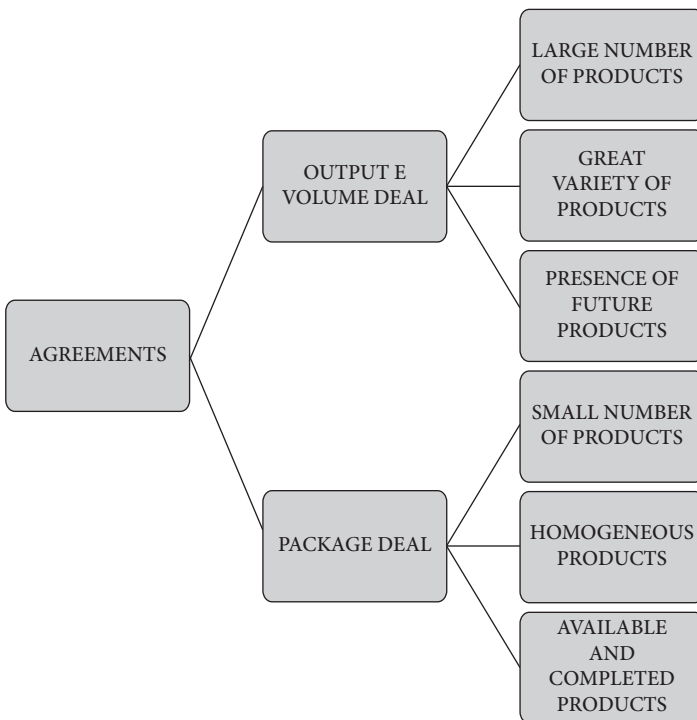 AGREEMENTS
OUTPUT E
VOLUME DEAL
LARGE NUMBER
OF PRODUCTS
GREAT
VARIETY OF
PRODUCTS
PRESENCE OF
FUTURE
PRODUCTS
PACKAGE DEAL
SMALL NUMBER
OF PRODUCTS
HOMOGENEOUS
PRODUCTS
AVAILABLE
AND
COMPLETED
PRODUCTS